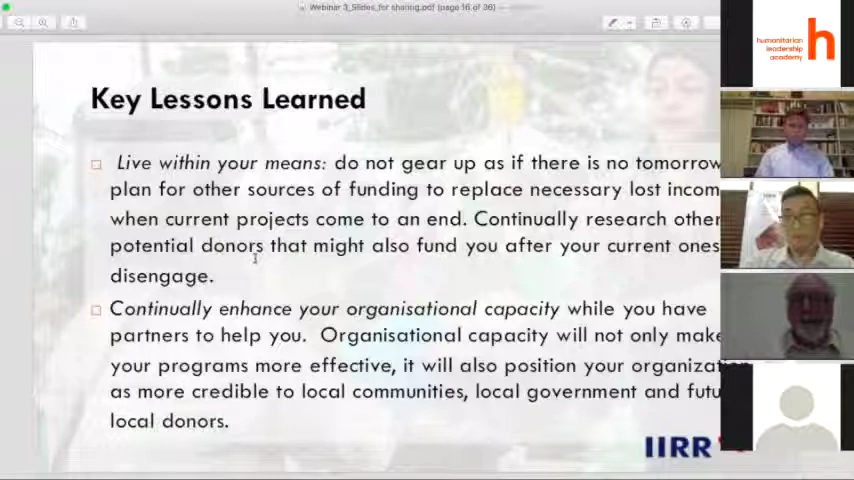 Webinar 3_Slides_for sharing.pdf (page 16 of 36)
humanitarian
leadership
academy
h
Key Lessons Learned
Live within your means: do not gear up as if there is no tomorrow
plan for other sources of funding to replace necessary lost incom
when current projects come to an end. Continually research other
potential donors that might also fund you after your current ones
disengage.
Continually enhance your organisational capacity while you have
partners to help you. Organisational capacity will not only make
your programs more effective, it will also position your organization
as more credible to local communities, local government and futu
local donors.
IIRR